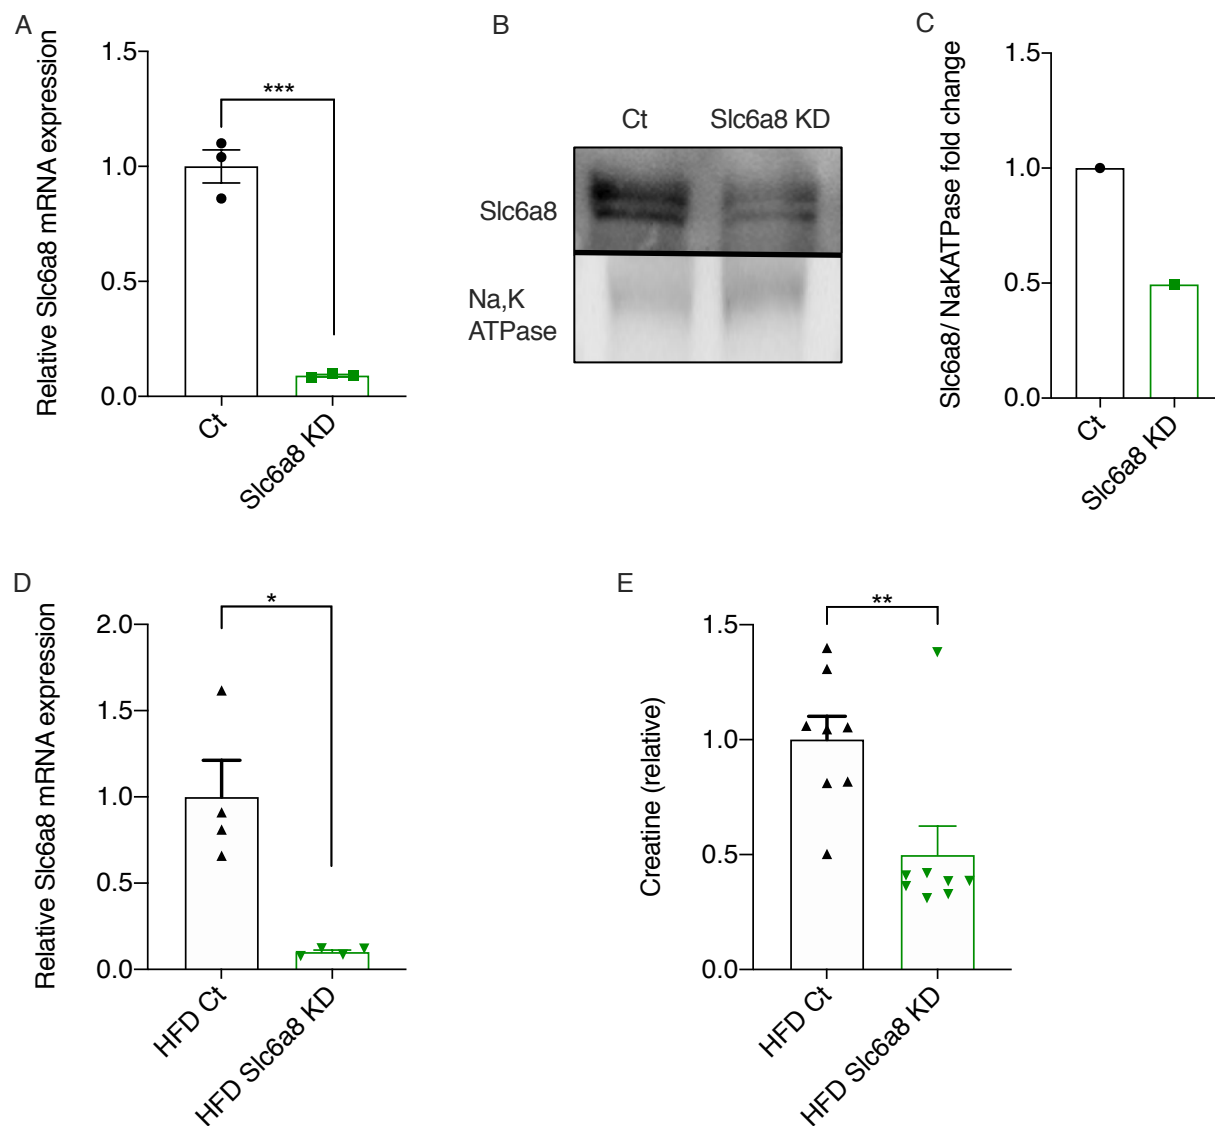 A
Relative Slc6a8 mRNA expression
1.5
1.0
0.5
0.0
***
Ct
Slc6a8 KD
B
Ct
Slc6a8 KD
Slc6a8
Na,K
ATPase
C
Slc6a8/ NaKATPase fold change
1.5
1.0
0.5
0.0
Ct
Slc6a8 KD
D
Relative Slc6a8 mRNA expression
2.0
1.5
1.0
0.5
0.0
*
HFD Ct
HFD Slc6a8 KD
E
Creatine (relative)
1.5
1.0
0.5
0.0
**
HFD Ct
HFD Slc6a8 KD